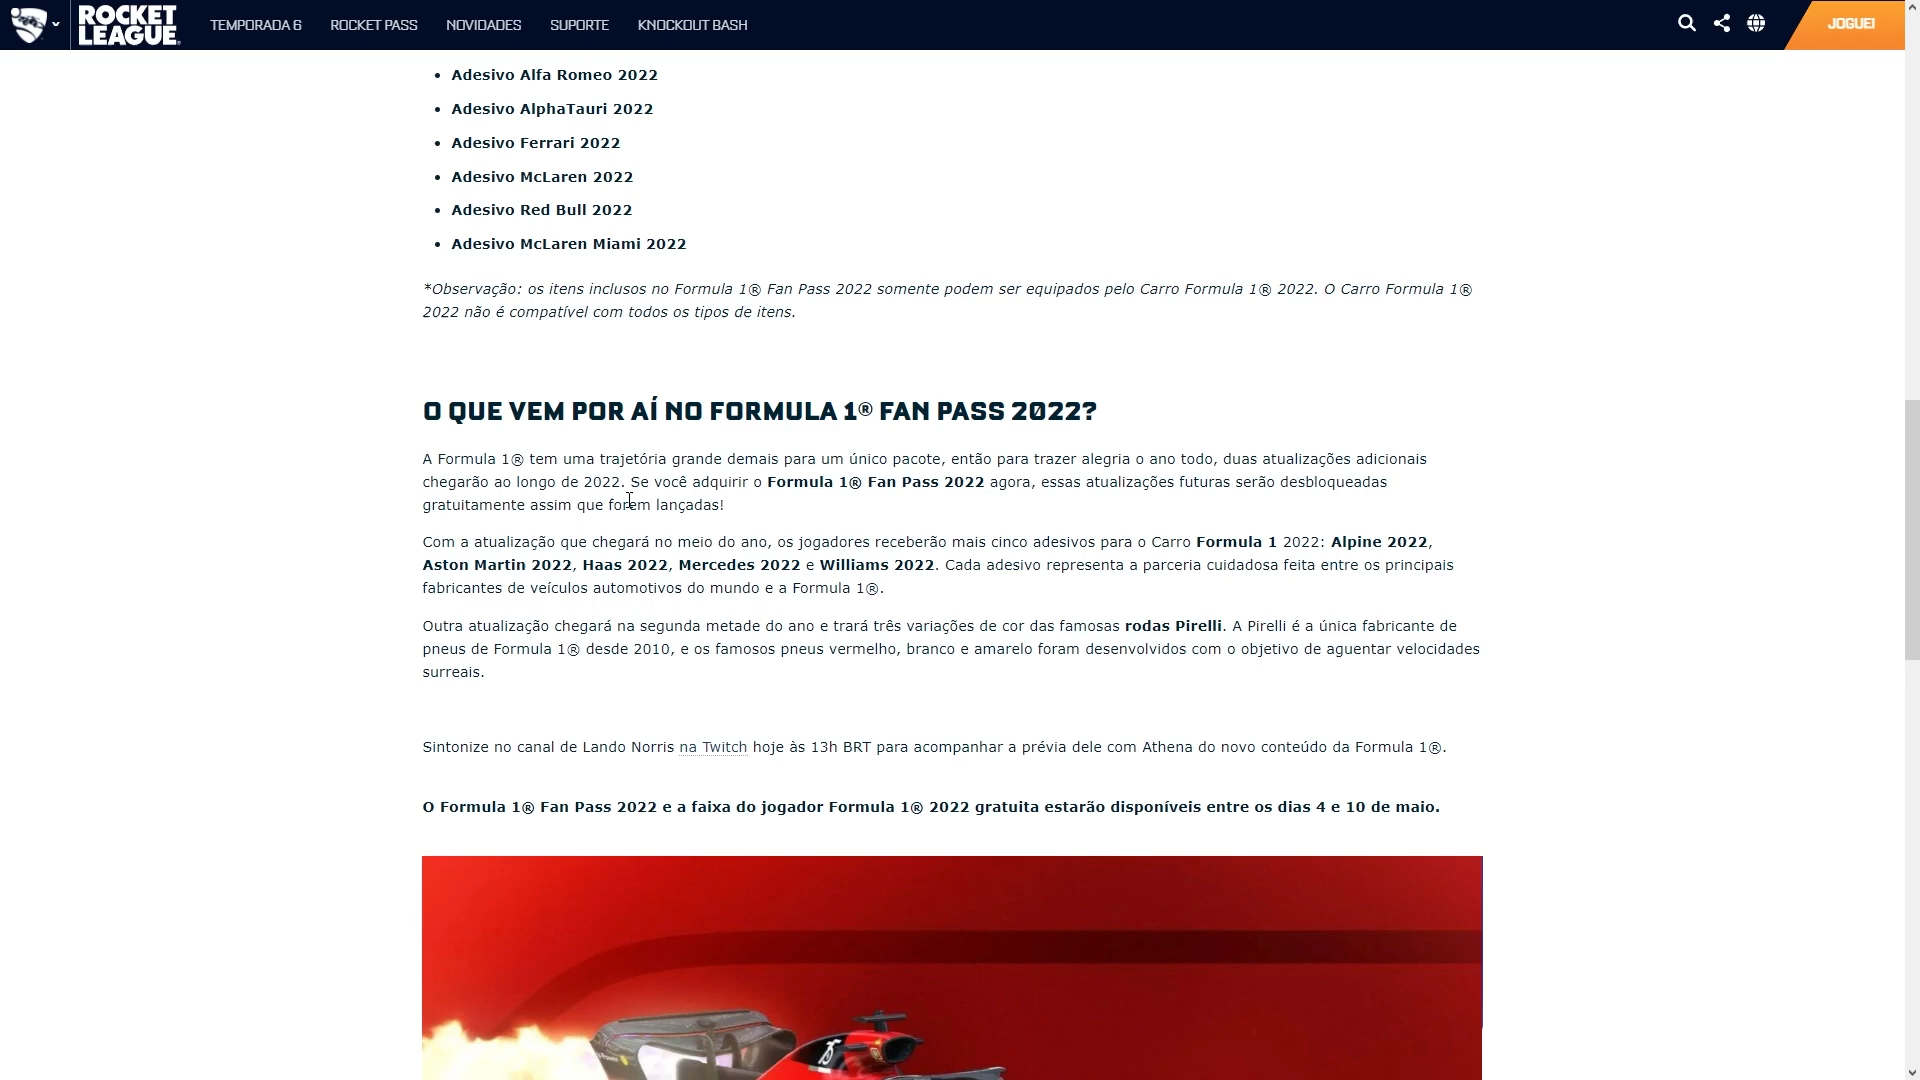 ROCKET
LEAGUE
TEMPORADA 6
ROCKET PASS
NOVIDADES
SUPORTE
KNOCKOUT BASH
JOGUE!
Adesivo Alfa Romeo 2022
Adesivo AlphaTauri 2022
Adesivo Ferrari 2022
Adesivo McLaren 2022
Adesivo Red Bull 2022
Adesivo McLaren Miami 2022
*Observação: os itens inclusos no Formula 1® Fan Pass 2022 somente podem ser equipados pelo Carro Formula 1® 2022. O Carro Formula 1®
2022 não é compatível com todos os tipos de itens.
O QUE VEM POR AÍ NO FORMULA 1® FAN PASS 2022?
A Formula 1® tem uma trajetória grande demais para um único pacote, então para trazer alegria o ano todo, duas atualizações adicionais
chegarão ao longo de 2022. Se você adquirir o Formula 1® Fan Pass 2022 agora, essas atualizações futuras serão desbloqueadas
gratuitamente assim que forem lançadas!
Com a atualização que chegará no meio do ano, os jogadores receberão mais cinco adesivos para o Carro Formula 1 2022: Alpine 2022,
Aston Martin 2022, Haas 2022, Mercedes 2022 e Williams 2022. Cada adesivo representa a parceria cuidadosa feita entre os principais
fabricantes de veículos automotivos do mundo e a Formula 1®.
Outra atualização chegará na segunda metade do ano e trará três variações de cor das famosas rodas Pirelli. A Pirelli é a única fabricante de
pneus de Formula 1® desde 2010, e os famosos pneus vermelho, branco e amarelo foram desenvolvidos com o objetivo de aguentar velocidades
surreais.
Sintonize no canal de Lando Norris na Twitch hoje às 13h BRT para acompanhar a prévia dele com Athena do novo conteúdo da Formula 1®.
O Formula 1® Fan Pass 2022 e a faixa do jogador Formula 1® 2022 gratuita estarão disponíveis entre os dias 4 e 10 de maio.